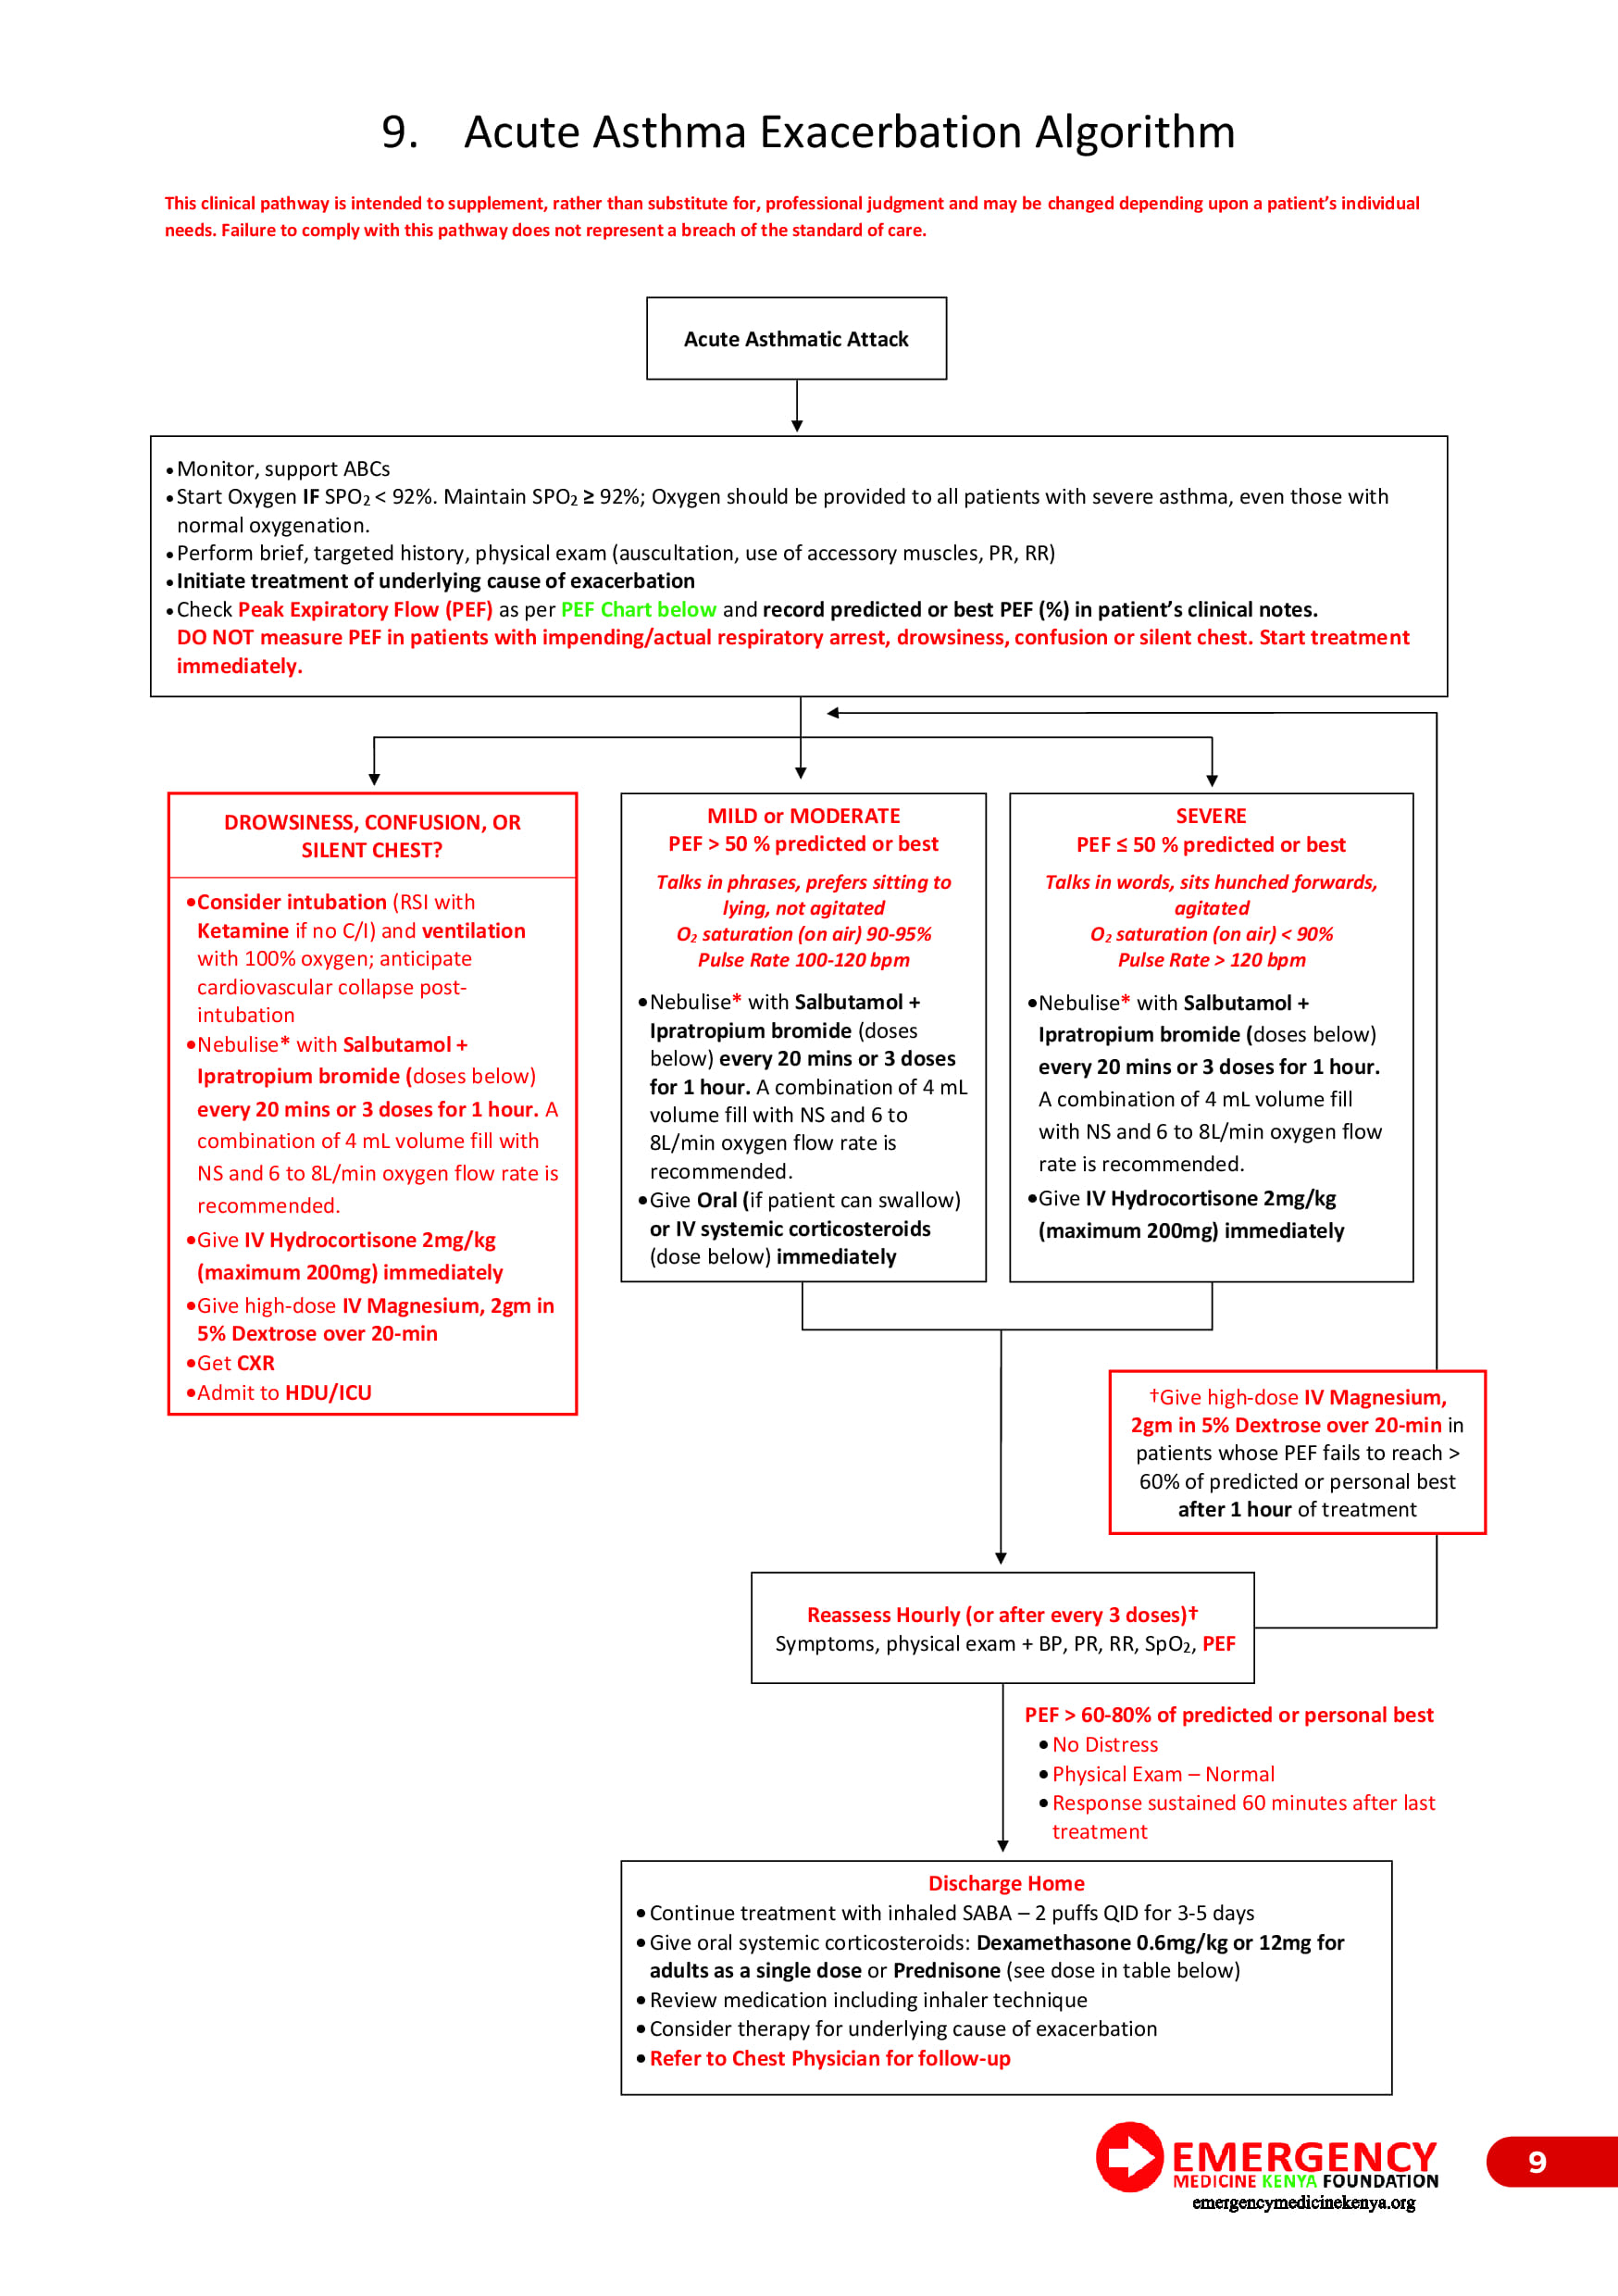 9. Acute Asthma Exacerbation Algorithm
This clinical pathway is intended to supplement, rather than substitute for, professional judgment and may be changed depending upon a patient’s individual
needs. Failure to comply with this pathway does not represent a breach of the standard of care.
Acute Asthmatic Attack
•Monitor, support ABCs
•Start Oxygen IF SPO₂ < 92%. Maintain SPO₂ ≥ 92%; Oxygen should be provided to all patients with severe asthma, even those with
normal oxygenation.
•Perform brief, targeted history, physical exam (auscultation, use of accessory muscles, PR, RR)
•Initiate treatment of underlying cause of exacerbation
•Check Peak Expiratory Flow (PEF) as per PEF Chart below and record predicted or best PEF (%) in patient’s clinical notes.
DO NOT measure PEF in patients with impending/actual respiratory arrest, drowsiness, confusion or silent chest. Start treatment
immediately.
DROWSINESS, CONFUSION, OR
SILENT CHEST?
•Consider intubation (RSI with
Ketamine if no C/I) and ventilation
with 100% oxygen; anticipate
cardiovascular collapse post-
intubation
•Nebulise* with Salbutamol +
Ipratropium bromide (doses below)
every 20 mins or 3 doses for 1 hour. A
combination of 4 mL volume fill with
NS and 6 to 8L/min oxygen flow rate is
recommended.
•Give IV Hydrocortisone 2mg/kg
(maximum 200mg) immediately
•Give high-dose IV Magnesium, 2gm in
5% Dextrose over 20-min
•Get CXR
•Admit to HDU/ICU
MILD or MODERATE
PEF > 50 % predicted or best
Talks in phrases, prefers sitting to
lying, not agitated
O₂ saturation (on air) 90-95%
Pulse Rate 100-120 bpm
•Nebulise* with Salbutamol +
Ipratropium bromide (doses
below) every 20 mins or 3 doses
for 1 hour. A combination of 4 mL
volume fill with NS and 6 to
8L/min oxygen flow rate is
recommended.
•Give Oral (if patient can swallow)
or IV systemic corticosteroids
(dose below) immediately
SEVERE
PEF ≤ 50 % predicted or best
Talks in words, sits hunched forwards,
agitated
O₂ saturation (on air) < 90%
Pulse Rate > 120 bpm
•Nebulise* with Salbutamol +
Ipratropium bromide (doses below)
every 20 mins or 3 doses for 1 hour.
A combination of 4 mL volume fill
with NS and 6 to 8L/min oxygen flow
rate is recommended.
•Give IV Hydrocortisone 2mg/kg
(maximum 200mg) immediately
†Give high-dose IV Magnesium,
2gm in 5% Dextrose over 20-min in
patients whose PEF fails to reach >
60% of predicted or personal best
after 1 hour of treatment
Reassess Hourly (or after every 3 doses)†
Symptoms, physical exam + BP, PR, RR, SpO₂, PEF
PEF > 60-80% of predicted or personal best
•No Distress
•Physical Exam – Normal
•Response sustained 60 minutes after last
treatment
Discharge Home
•Continue treatment with inhaled SABA – 2 puffs QID for 3-5 days
•Give oral systemic corticosteroids: Dexamethasone 0.6mg/kg or 12mg for
adults as a single dose or Prednisone (see dose in table below)
•Review medication including inhaler technique
•Consider therapy for underlying cause of exacerbation
•Refer to Chest Physician for follow-up
EMERGENCY
MEDICINE KENYA FOUNDATION
emergencymedicinekenya.org
9